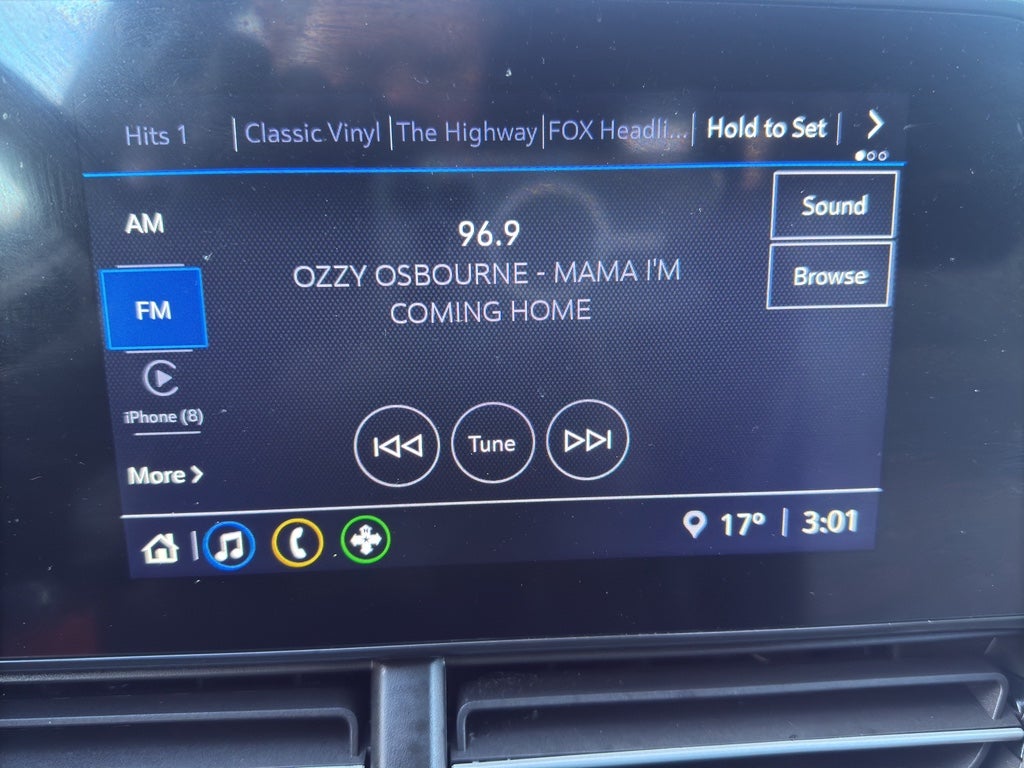 Hits 1 | Classic Vinyl | The Highway | FOX Headli... | Hold to Set |
AM
FM
iPhone (8)
More
96.9
OZZY OSBOURNE - MAMA I'M
COMING HOME
Tune
Sound
Browse
17° | 3:01